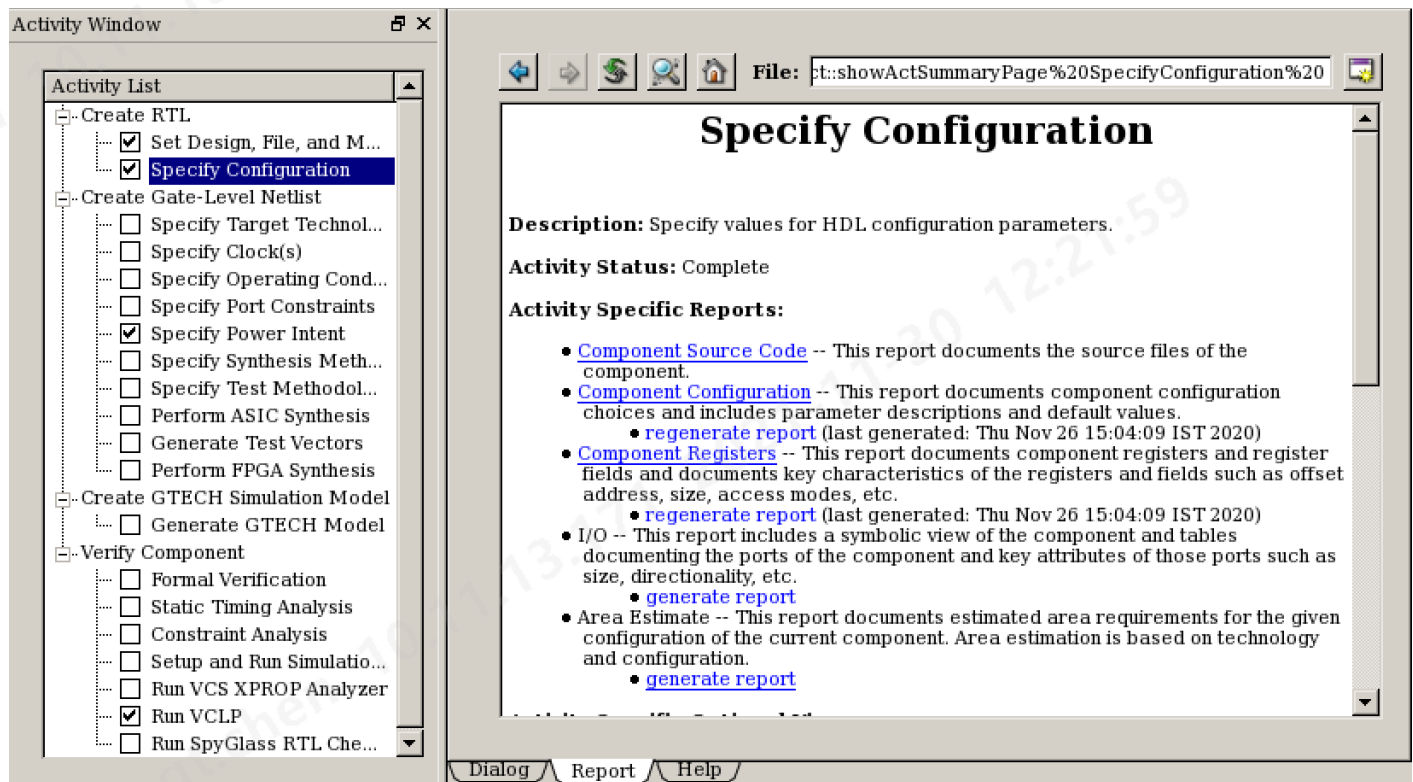 Activity Window
Activity List
Create RTL
Set Design, File, and M...
Specify Configuration
Create Gate-Level Netlist
Specify Target Technol...
Specify Clock(s)
Specify Operating Cond...
Specify Port Constraints
Specify Power Intent
Specify Synthesis Meth...
Specify Test Methodol...
Perform ASIC Synthesis
Generate Test Vectors
Perform FPGA Synthesis
Create GTECH Simulation Model
Generate GTECH Model
Verify Component
Formal Verification
Static Timing Analysis
Constraint Analysis
Setup and Run Simulatio...
Run VCS XPROP Analyzer
Run VCLP
Run SpyGlass RTL Che...
File: ct::showActSummaryPage%20SpecifyConfiguration%20
Specify Configuration
Description: Specify values for HDL configuration parameters.
Activity Status: Complete
Activity Specific Reports:
Component Source Code -- This report documents the source files of the
component.
Component Configuration -- This report documents component configuration
choices and includes parameter descriptions and default values.
regenerate report (last generated: Thu Nov 26 15:04:09 IST 2020)
Component Registers -- This report documents component registers and register
fields and documents key characteristics of the registers and fields such as offset
address, size, access modes, etc.
regenerate report (last generated: Thu Nov 26 15:04:09 IST 2020)
I/O -- This report includes a symbolic view of the component and tables
documenting the ports of the component and key attributes of those ports such as
size, directionality, etc.
generate report
Area Estimate -- This report documents estimated area requirements for the given
configuration of the current component. Area estimation is based on technology
and configuration.
generate report
Dialog
Report
Help
11-30 12:21:59